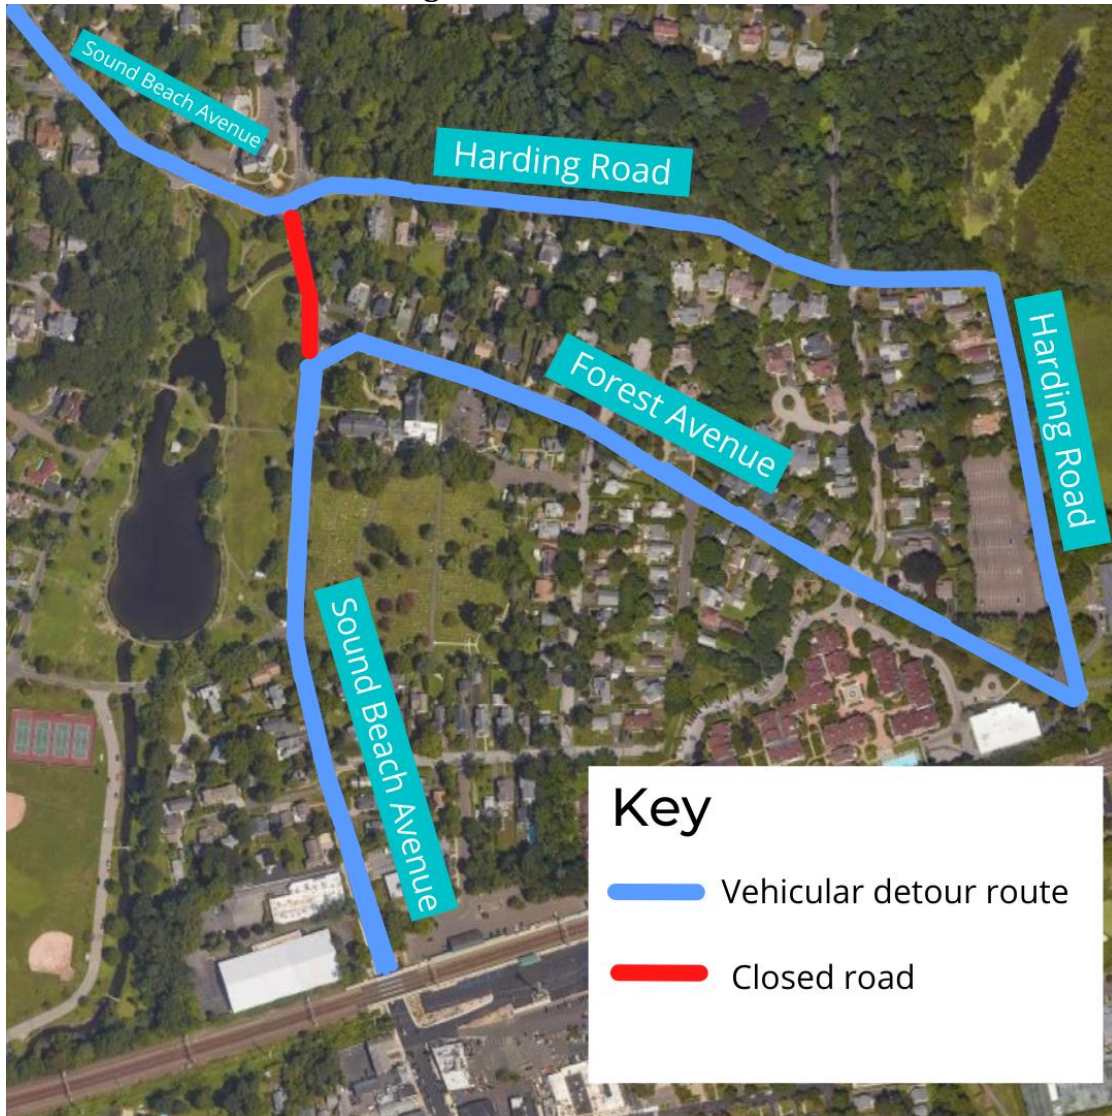 Sound Beach Avenue
Harding Road
Harding Road
Forest Avenue
Sound Beach Avenue
Key
Vehicular detour route
Closed road